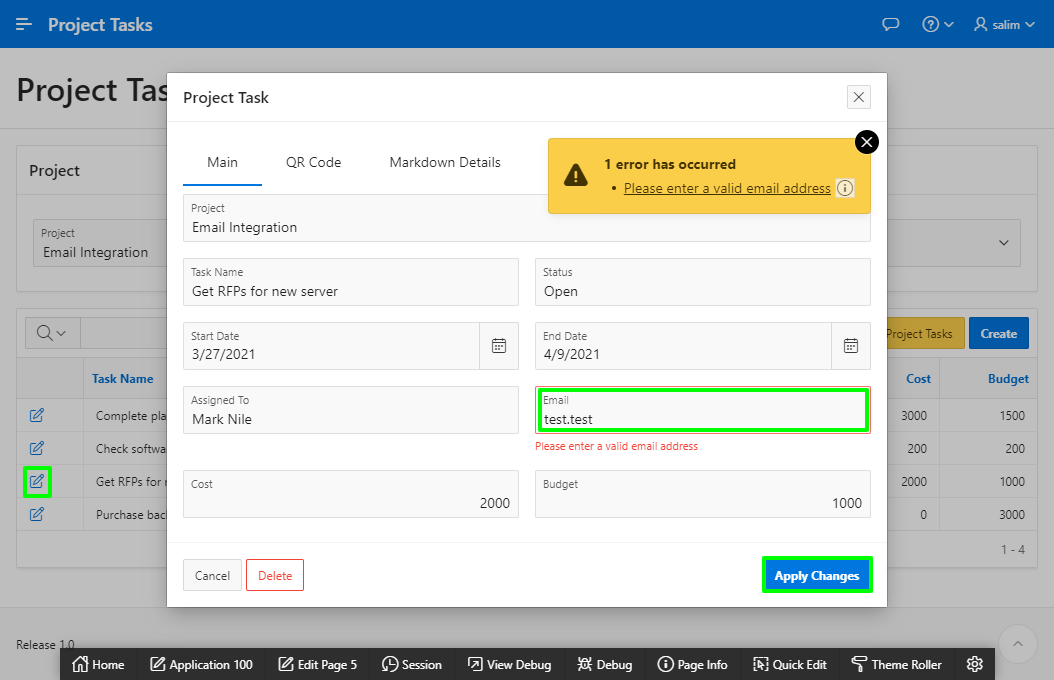 Project Tasks
salim
Project Tas
Project Task
Main QR Code Markdown Details
1 error has occurred
• Please enter a valid email address
Project
Project
Email Integration
Project
Email Integration
Task Name
Get RFPs for new server
Status
Open
Start Date
3/27/2021
End Date
4/9/2021
Project Tasks
Create
Assigned To
Mark Nile
Email
test.test
Please enter a valid email address
Cost
2000
Budget
1000
Task Name Cost Budget
Complete pla 3000 1500
Check softwa 200 200
Get RFPs for 2000 1000
Purchase bac 0 3000
1 - 4
Cancel
Delete
Apply Changes
Release 1.0
Home Application 100 Edit Page 5 Session View Debug Debug Page Info Quick Edit Theme Roller